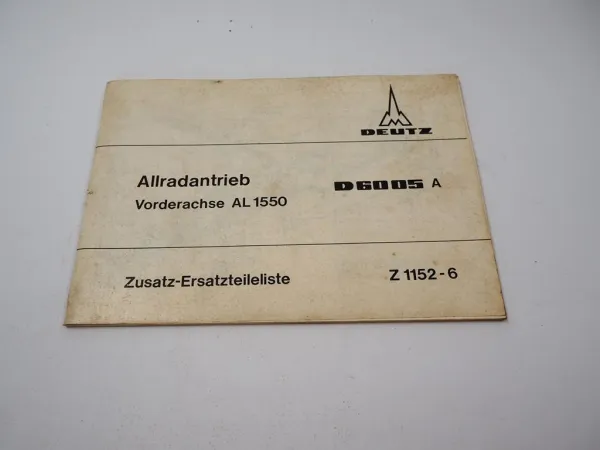 DEUTZ
Allradantrieb D6005 A
Vorderachse AL 1550
Zusatz-Ersatzteileliste Z 1152-6